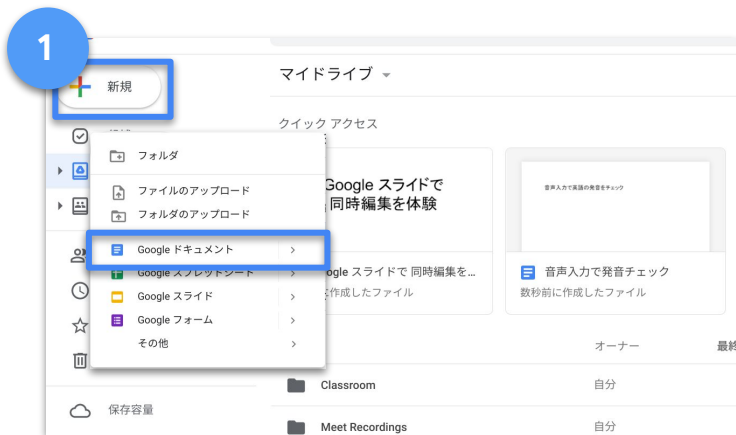 1
新規
マイドライブ
クイック アクセス
フォルダ
ファイルのアップロード
フォルダのアップロード
Google ドキュメント
Google スプレッドシート
Google スライド
Google フォーム
その他
Google スライドで
同時編集を体験
音声入力で英語の発音をチェック
ogle スライドで 同時編集を...
に作成したファイル
音声入力で発音チェック
数秒前に作成したファイル
オーナー
最終
Classroom
自分
保存容量
Meet Recordings
自分